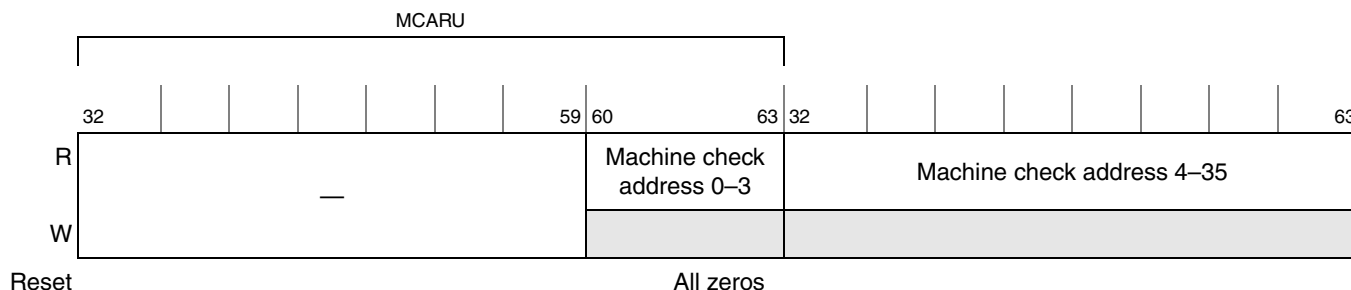 MCARU
32 59 60 63 32 63
R Machine check Machine check address 4–35
address 0–3
—
W
Reset All zeros